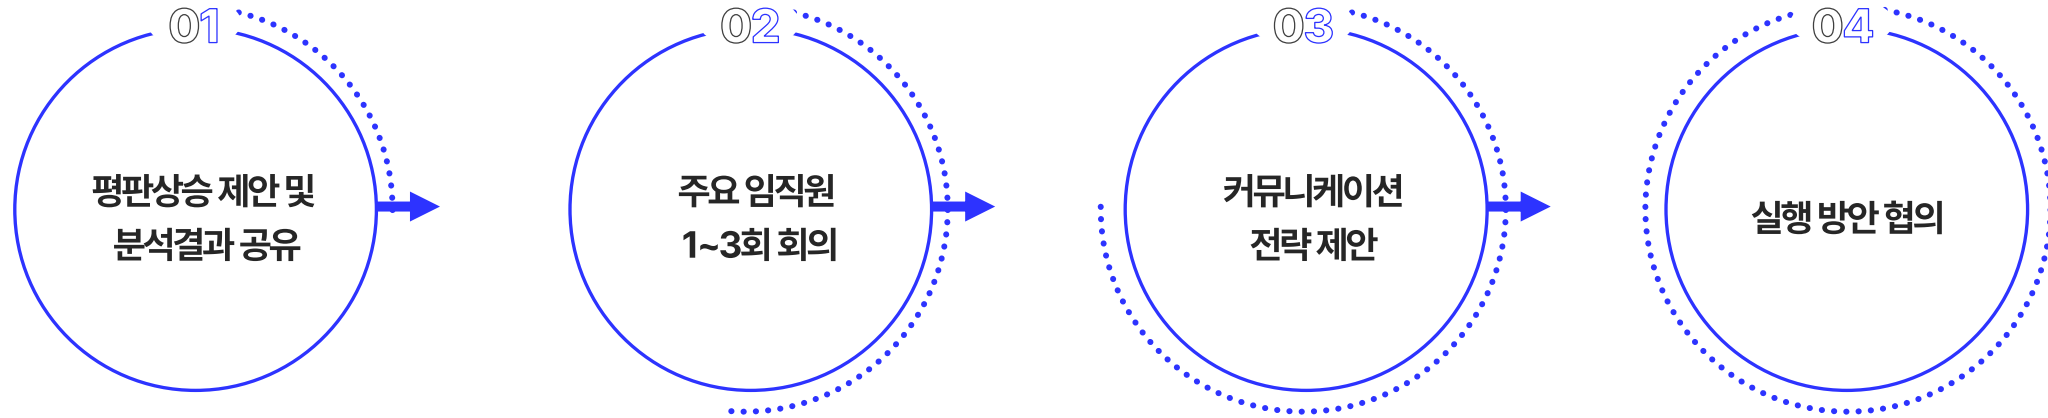 01
평판상승 제안 및
분석결과 공유
02
주요 임직원
1~3회 회의
03
커뮤니케이션
전략 제안
04
실행 방안 협의